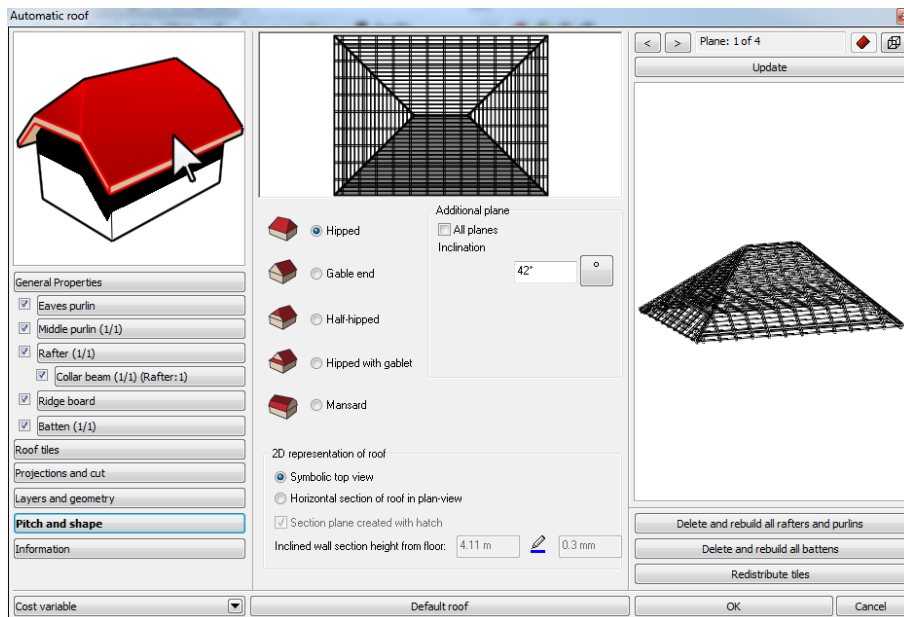 Automatic roof
< > Plane: 1 of 4
Update
General Properties
Eaves purlin
Middle purlin (1/1)
Rafter (1/1)
Collar beam (1/1) (Rafter:1)
Ridge board
Batten (1/1)
Roof tiles
Projections and cut
Layers and geometry
Pitch and shape
Information
Cost variable
Hipped
Gable end
Half-hipped
Hipped with gablet
Mansard
Additional plane
All planes
Inclination
42° °
2D representation of roof
Symbolic top view
Horizontal section of roof in plan-view
Section plane created with hatch
Inclined wall section height from floor: 4.11 m 0.3 mm
Default roof
Delete and rebuild all rafters and purlins
Delete and rebuild all battens
Redistribute tiles
OK Cancel